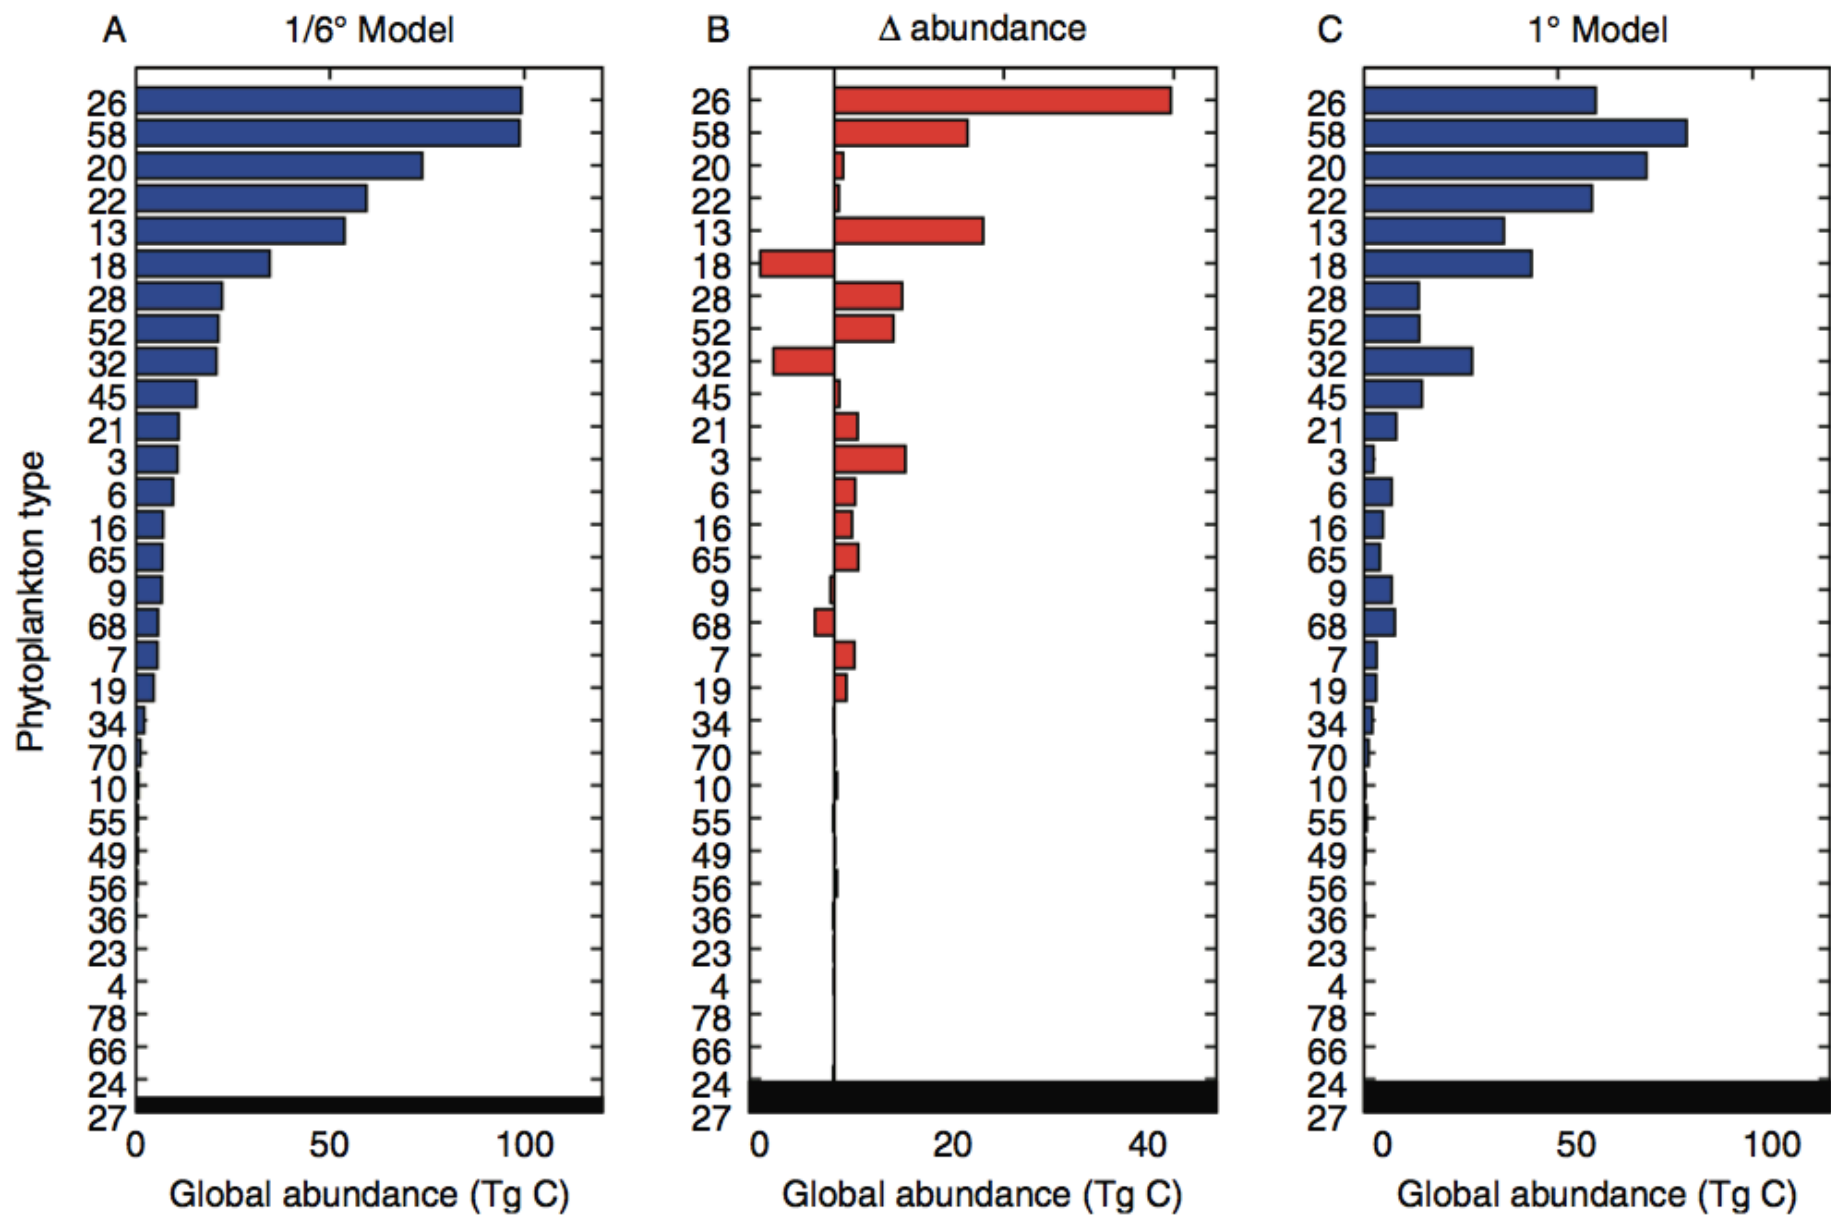 A 1/6° Model
B Δ abundance
C 1° Model
Phytoplankton type
26 26 26
58 58 58
20 20 20
22 22 22
13 13 13
18 18 18
28 28 28
52 52 52
32 32 32
45 45 45
21 21 21
3 3 3
6 6 6
16 16 16
65 65 65
9 9 9
68 68 68
7 7 7
19 19 19
34 34 34
70 70 70
10 10 10
55 55 55
49 49 49
56 56 56
36 36 36
23 23 23
4 4 4
78 78 78
66 66 66
24 24 24
27 27 27
0 50 100 0 20 40 0 50 100
Global abundance (Tg C) Global abundance (Tg C) Global abundance (Tg C)